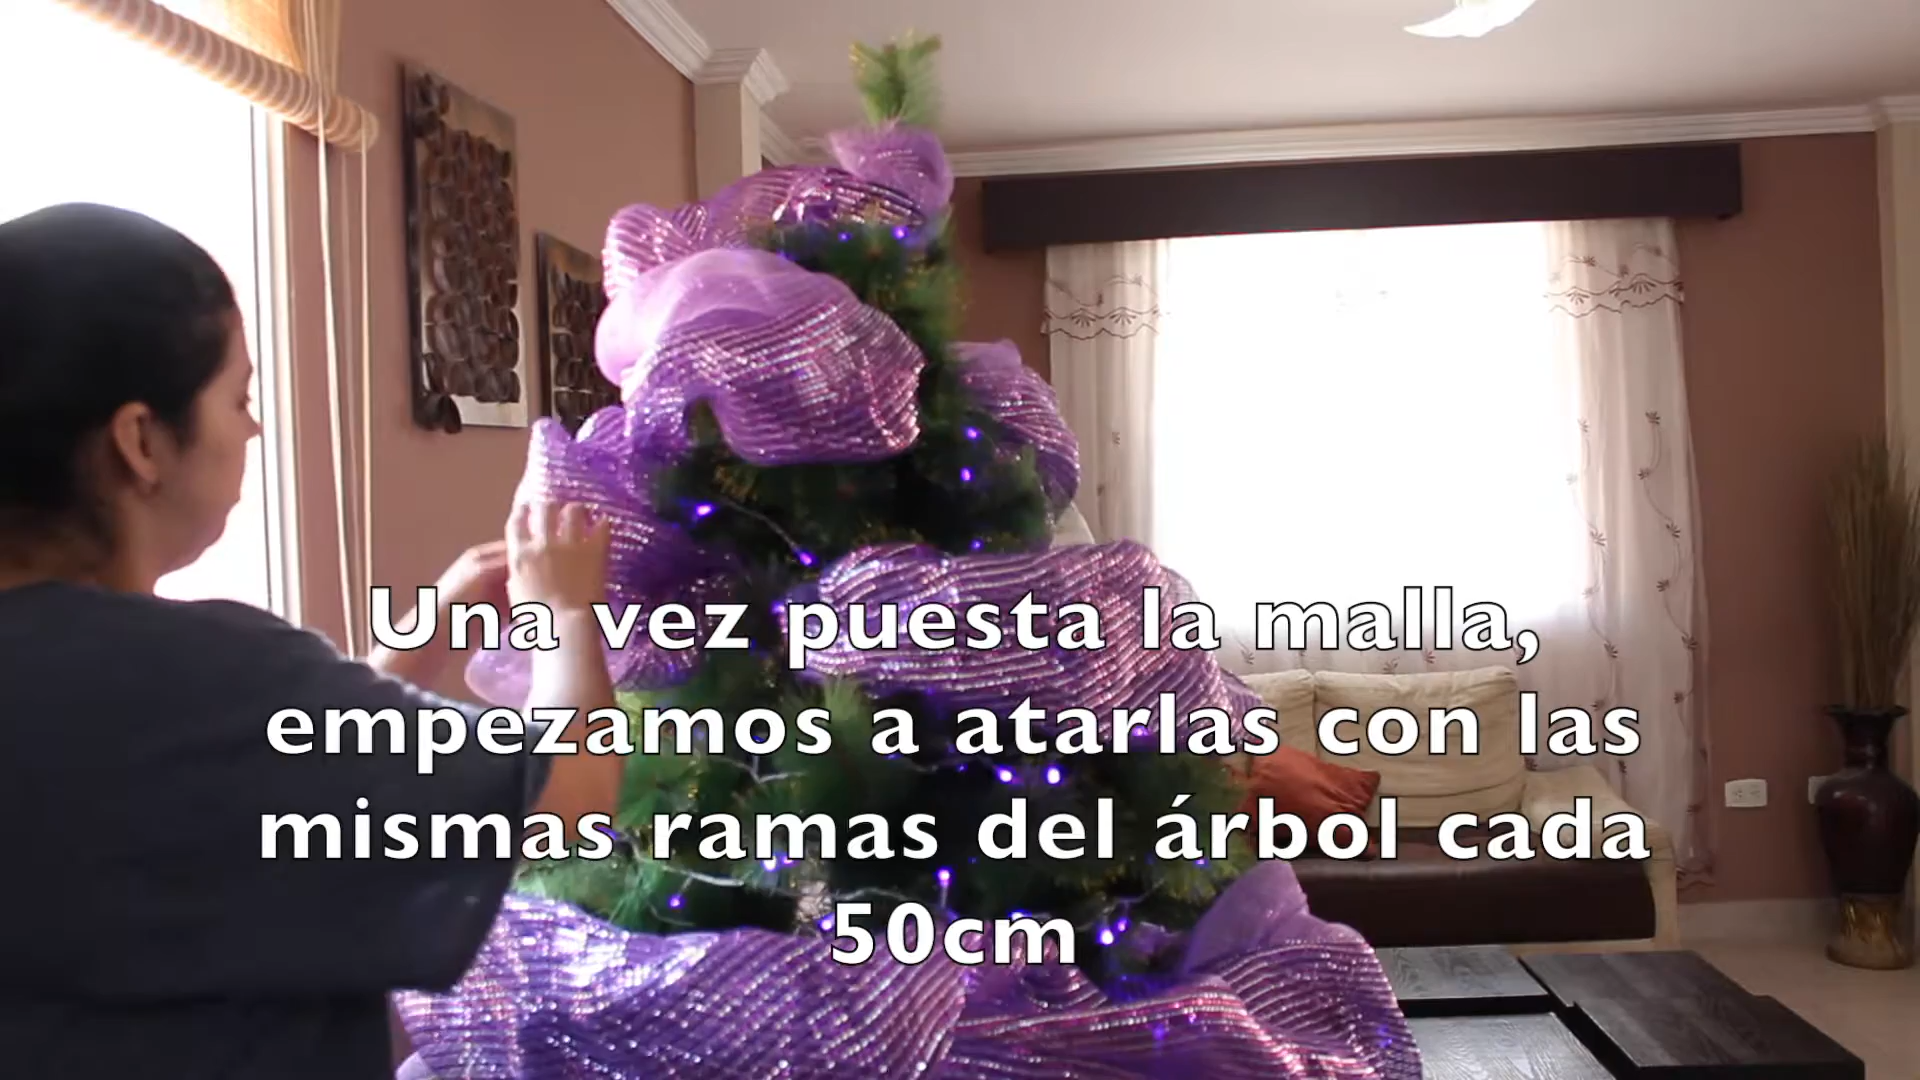 Una vez puesta la malla,
empezamos a atarlas con las
mismas ramas del árbol cada
50cm